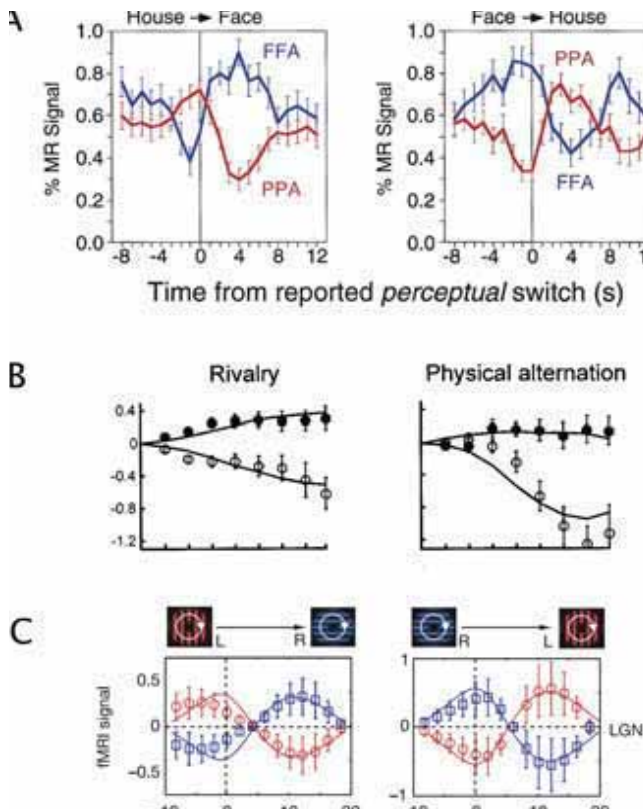 A
House → Face
Face → House
% MR Signal
1.0
0.8
0.6
0.4
0.2
0.0
FFA
PPA
-8 -4 0 4 8 12
% MR Signal
1.0
0.8
0.6
0.4
0.2
0.0
PPA
FFA
-8 -4 0 4 8 12
Time from reported perceptual switch (s)
B
Rivalry
Physical alternation
0.4
0
-0.4
-0.8
-1.2
C
L R
R L
fMRI signal
0.5
0
-0.5
1
0
-1
LGN